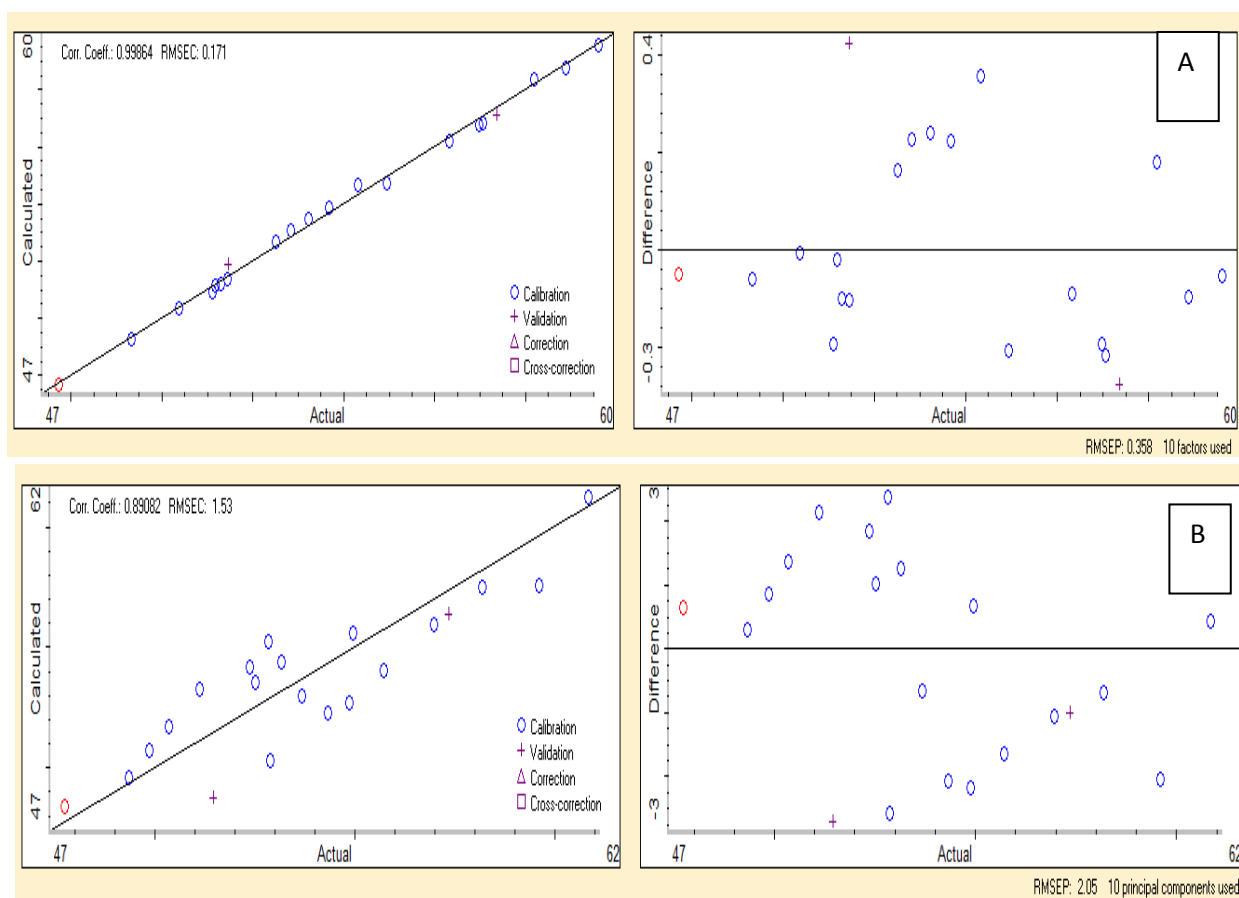 Corr. Coeff.: 0.99864 RMSEC: 0.171
60
Calculated
47
47
Actual
60
Calibration
Validation
Correction
Cross-correction
A
0.4
Difference
-0.3
47
Actual
60
RMSEP: 0.358 10 factors used
Corr. Coeff.: 0.89082 RMSEC: 1.53
62
Calculated
47
47
Actual
62
Calibration
Validation
Correction
Cross-correction
B
3
Difference
-3
47
Actual
62
RMSEP: 2.05 10 principal components used